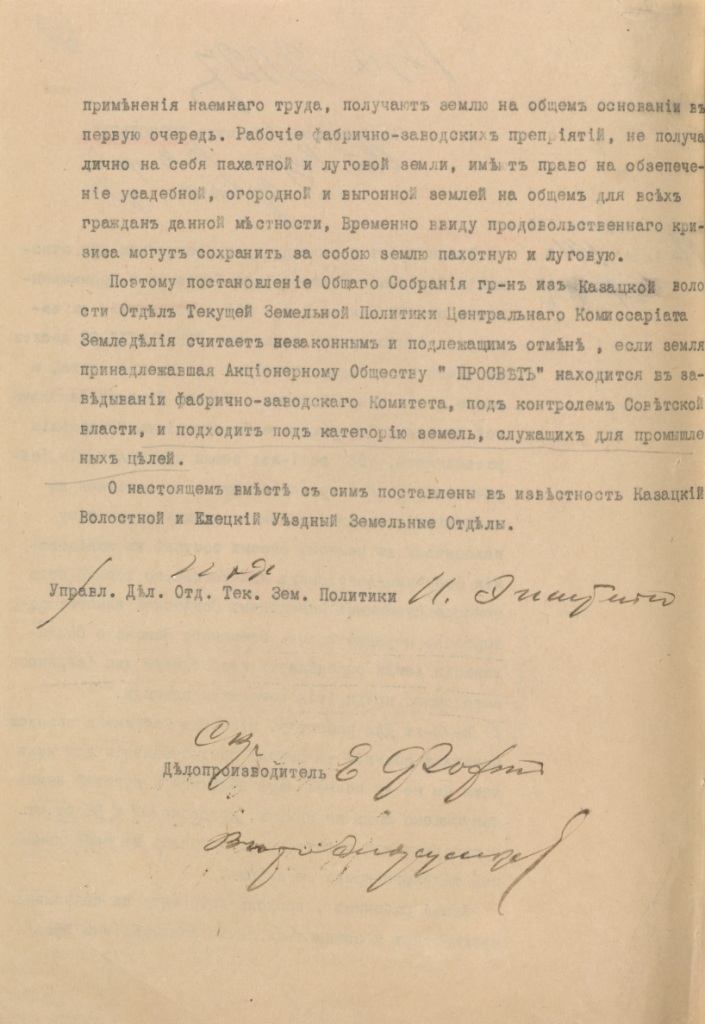 примѣненія наемнаго труда, получаютъ землю на общемъ основаніи въ
первую очередь. Рабочіе фабрично-заводскихъ препріятій, не получа
лично на себя пахатной и луговой земли, имѣютъ право на обзепече-
ніе усадебной, огородной и выгонной землей на общемъ для всѣхъ
гражданъ данной мѣстности, Временно ввиду продовольственнаго кри-
зиса могутъ сохранить за собою землю пахотную и луговую.
Поэтому постановленіе Общаго Собранія гр-нъ изъ Казацкой воло
сти Отдѣлъ Текущей Земельной Политики Центральнаго Комиссаріата
Земледѣлія считаетъ незаконнымъ и подлежащимъ отмѣнѣ , если земля
принадлежавшая Акціонерному Обществу " ПРОСВѢТЪ" находится въ за-
вѣдываніи фабрично-заводскаго Комитета, подъ контролемъ Совѣтской
власти, и подходитъ подъ категорію земель, служащихъ для промышле
ныхъ цѣлей.
О настоящемъ вмѣстѣ съ симъ поставлены въ извѣстность Казацкій
Волостной и Елецкій Уѣздный Земельные Отдѣлы.
Управл. Дѣл. Отд. Тек. Зем. Политики И.
Дѣлопроизводитель Е